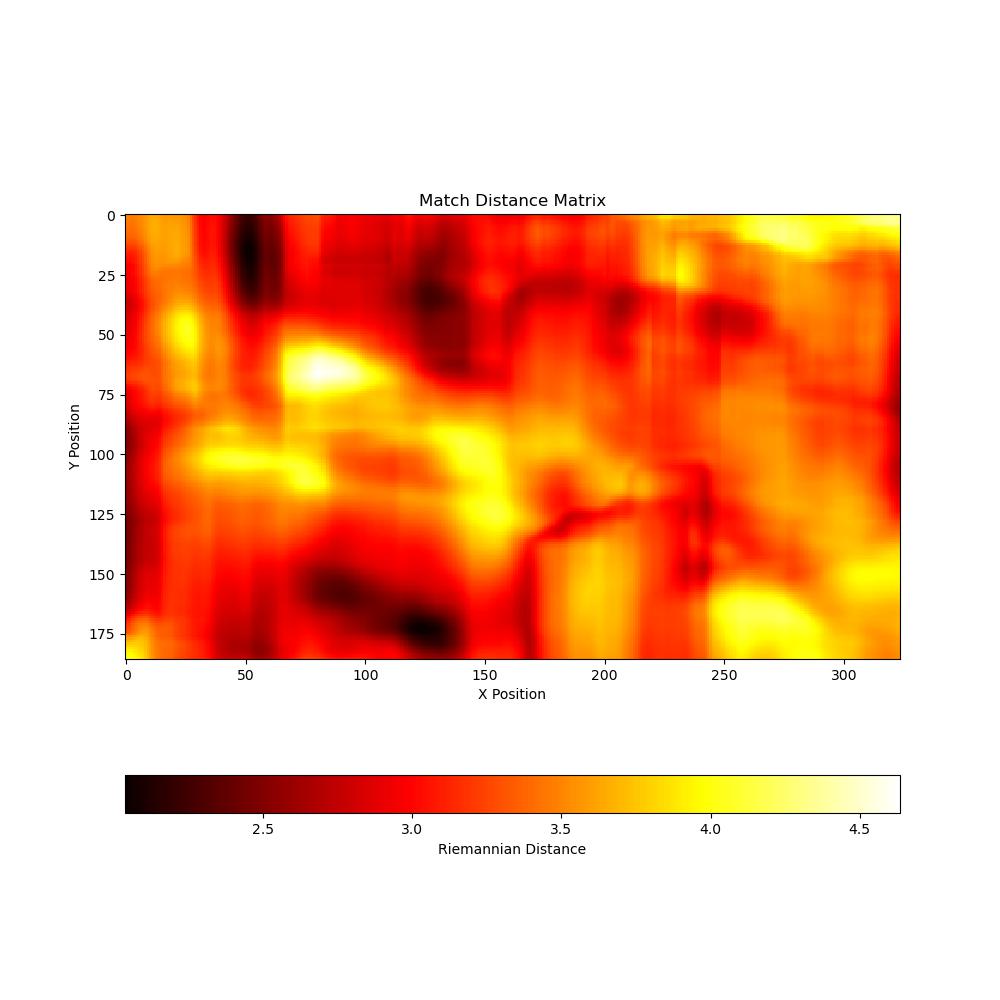 Match Distance Matrix
0
25
50
75
100
125
150
175
Y Position
0 50 100 150 200 250 300
X Position
2.5 3.0 3.5 4.0 4.5
Riemannian Distance